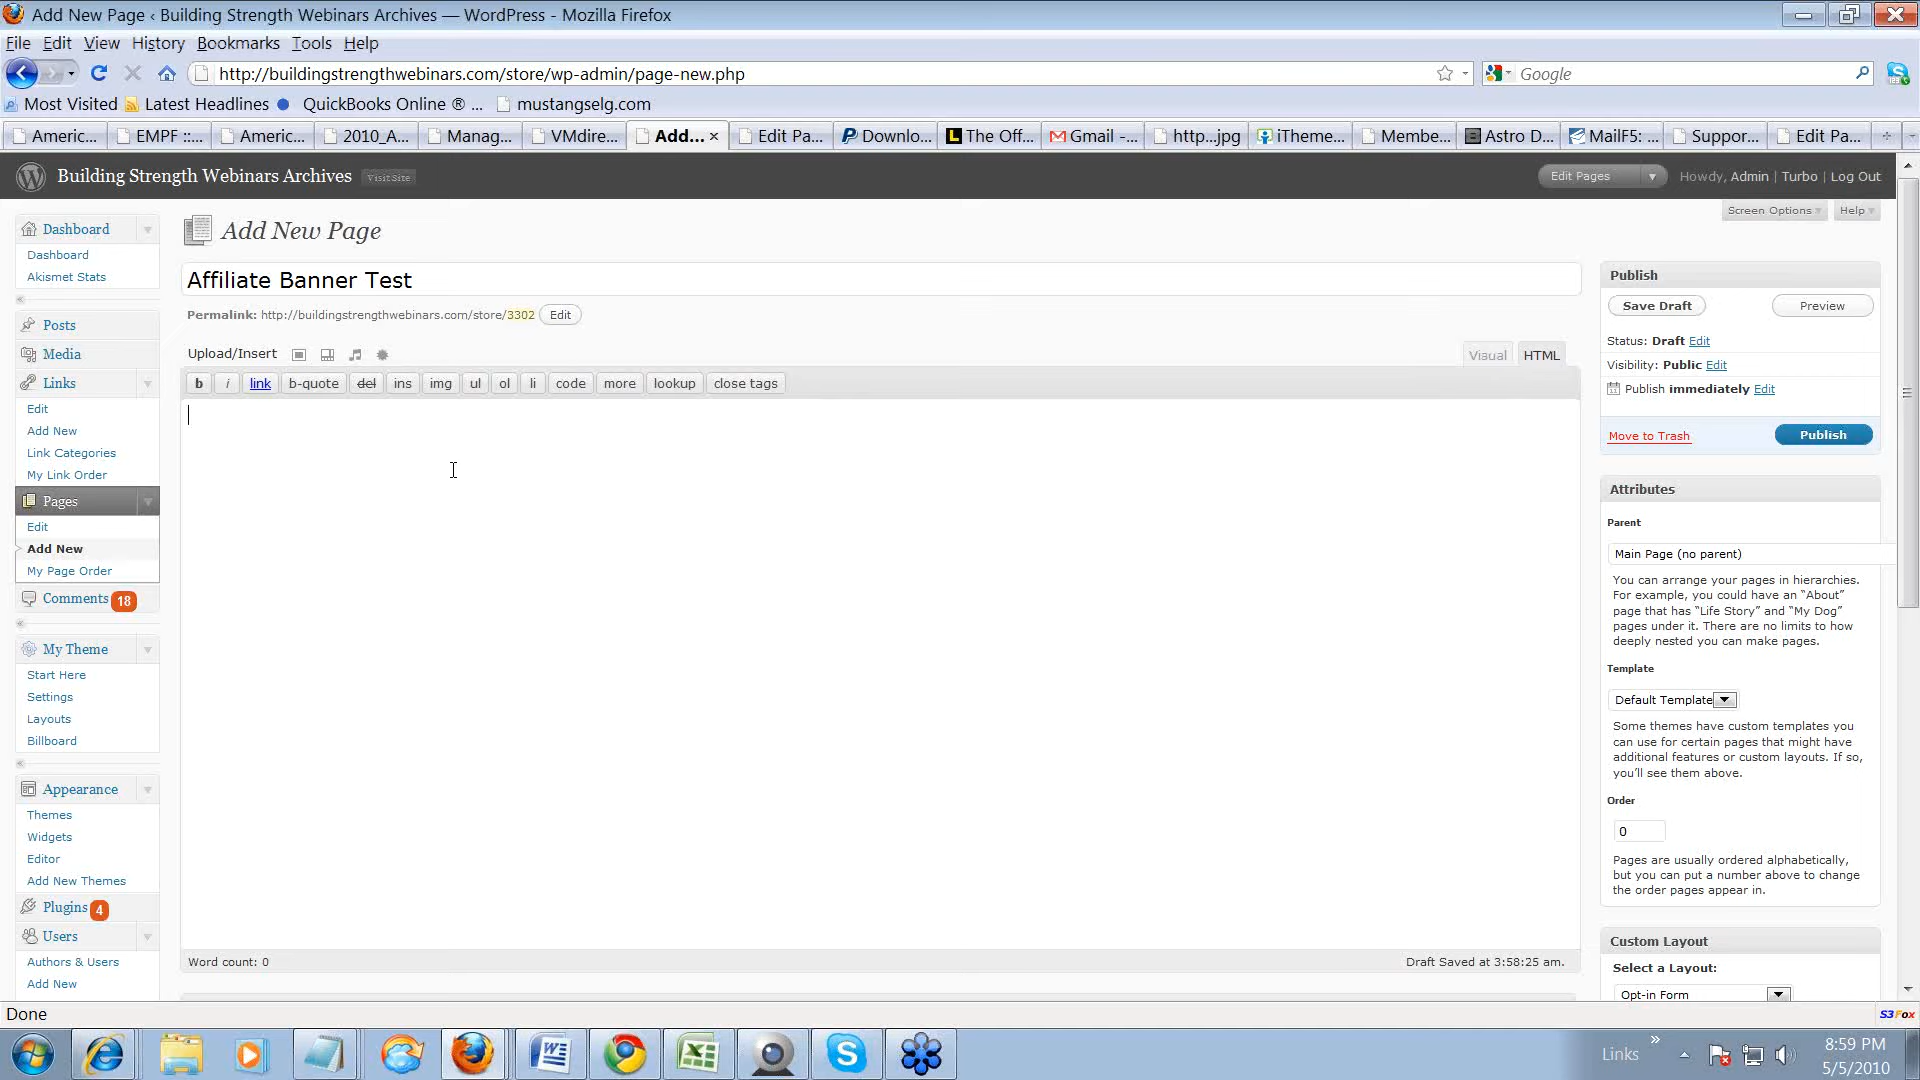 Add New Page ‹ Building Strength Webinars Archives — WordPress - Mozilla Firefox
File Edit View History Bookmarks Tools Help
http://buildingstrengthwebinars.com/store/wp-admin/page-new.php
Google
Most Visited Latest Headlines QuickBooks Online ® ... mustangselg.com
Americ... EMPF ::... Americ... 2010_A... Manag... VMdire... Add... Edit Pa... Downlo... The Off... Gmail -... http...jpg iTheme... Membe... Astro D... MailF5: ... Suppor... Edit Pa...
Building Strength Webinars Archives Visit Site
Edit Pages Howdy, Admin | Turbo | Log Out
Screen Options Help
Dashboard
Dashboard
Akismet Stats
Posts
Media
Links
Edit
Add New
Link Categories
My Link Order
Pages
Edit
Add New
My Page Order
Comments 18
My Theme
Start Here
Settings
Layouts
Billboard
Appearance
Themes
Widgets
Editor
Add New Themes
Plugins 4
Users
Authors & Users
Add New
Add New Page
Affiliate Banner Test
Permalink: http://buildingstrengthwebinars.com/store/3302 Edit
Upload/Insert
Visual HTML
b i link b-quote del ins img ul ol li code more lookup close tags
Word count: 0
Draft Saved at 3:58:25 am.
Publish
Save Draft Preview
Status: Draft Edit
Visibility: Public Edit
Publish immediately Edit
Move to Trash Publish
Attributes
Parent
Main Page (no parent)
You can arrange your pages in hierarchies.
For example, you could have an “About”
page that has “Life Story” and “My Dog”
pages under it. There are no limits to how
deeply nested you can make pages.
Template
Default Template
Some themes have custom templates you
can use for certain pages that might have
additional features or custom layouts. If so,
you’ll see them above.
Order
0
Pages are usually ordered alphabetically,
but you can put a number above to change
the order pages appear in.
Custom Layout
Select a Layout:
Opt-in Form
Done
S3Fox
Links
8:59 PM
5/5/2010